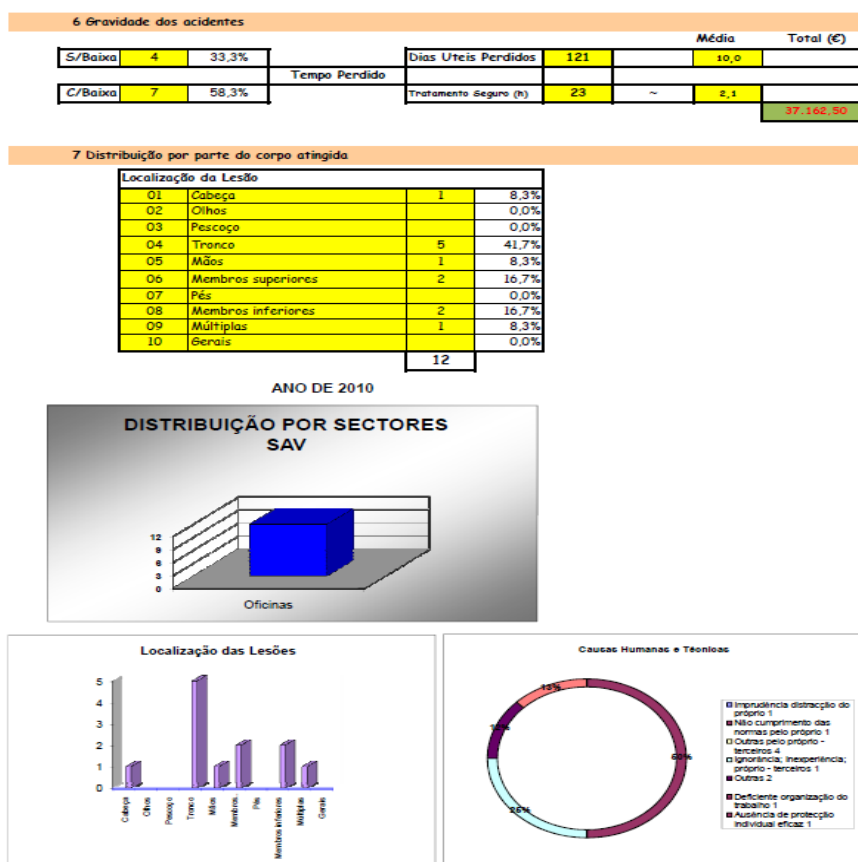 6 Gravidade dos acidentes
Média Total (€)
S/Baixa 4 33,3% Dias Uteis Perdidos 121 10,0
Tempo Perdido
C/Baixa 7 58,3% Tratamento Seguro (h) 23 ~ 2,1
37.162,50
7 Distribuição por parte do corpo atingida
Localização da Lesão
01 Cabeça 1 8,3%
02 Olhos 0,0%
03 Pescoço 0,0%
04 Tronco 5 41,7%
05 Mãos 1 8,3%
06 Membros superiores 2 16,7%
07 Pés 0,0%
08 Membros inferiores 2 16,7%
09 Múltiplas 1 8,3%
10 Gerais 0,0%
12
ANO DE 2010
DISTRIBUIÇÃO POR SECTORES
SAV
12
9
6
3
0
Oficinas
Localização das Lesões
5
4
3
2
1
0
Cabeça
Olhos
Pescoço
Tronco
Mãos
Membros
Pés
Membros inferiores
Múltiplas
Gerais
Causas Humanas e Técnicas
13%
50%
25%
Imprudência distracção do
próprio 1
Não cumprimento das
normas pelo próprio 1
Outras pelo próprio -
terceiros 4
Ignorância; Inexperiência;
próprio - terceiros 1
Outras 2
Deficiente organização do
trabalho 1
Ausência de protecção
individual eficaz 1